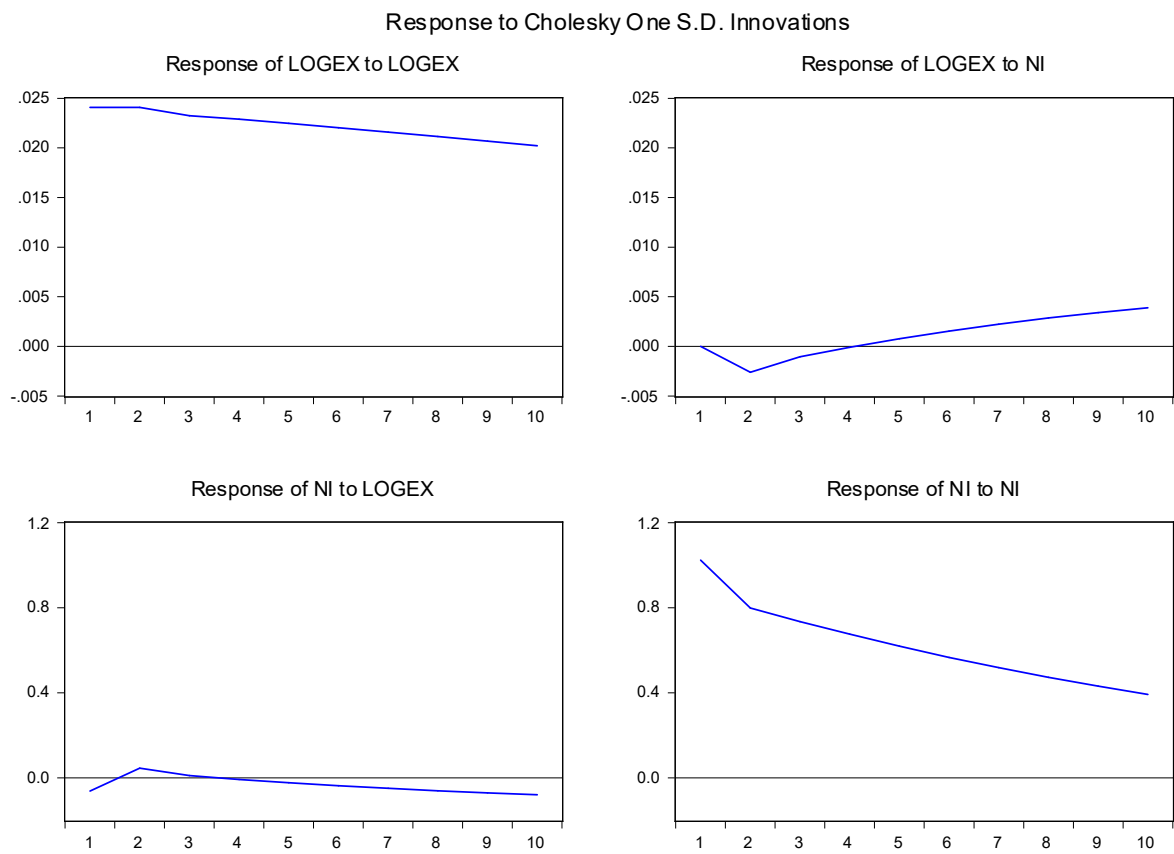 Response to Cholesky One S.D. Innovations
Response of LOGEX to LOGEX
.025
.020
.015
.010
.005
.000
-.005
1 2 3 4 5 6 7 8 9 10
Response of LOGEX to NI
.025
.020
.015
.010
.005
.000
-.005
1 2 3 4 5 6 7 8 9 10
Response of NI to LOGEX
1.2
0.8
0.4
0.0
1 2 3 4 5 6 7 8 9 10
Response of NI to NI
1.2
0.8
0.4
0.0
1 2 3 4 5 6 7 8 9 10